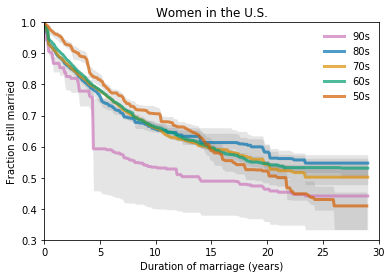 Women in the U.S.
Fraction still married
1.0
0.9
0.8
0.7
0.6
0.5
0.4
0.3
90s
80s
70s
60s
50s
0 5 10 15 20 25 30
Duration of marriage (years)